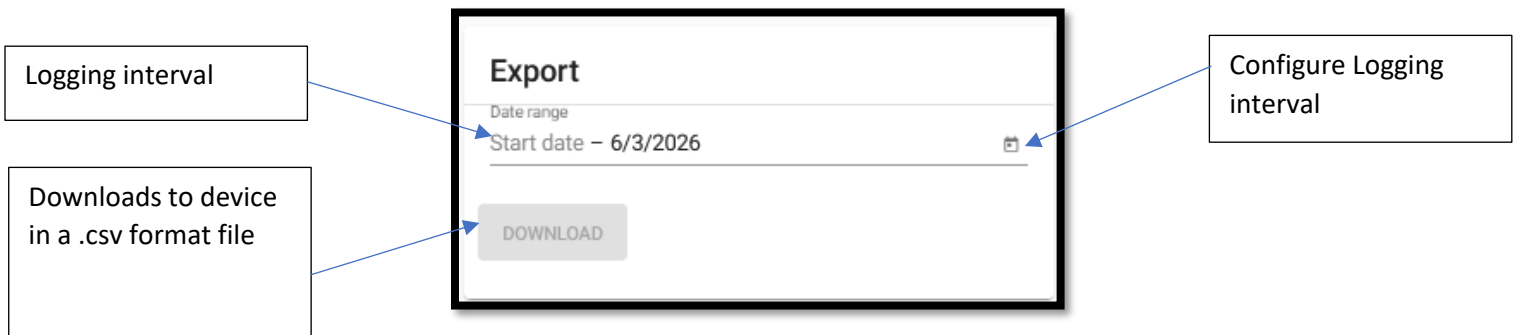 Logging interval
Downloads to device
in a .csv format file
Export
Date range
Start date – 6/3/2026
DOWNLOAD
Configure Logging
interval